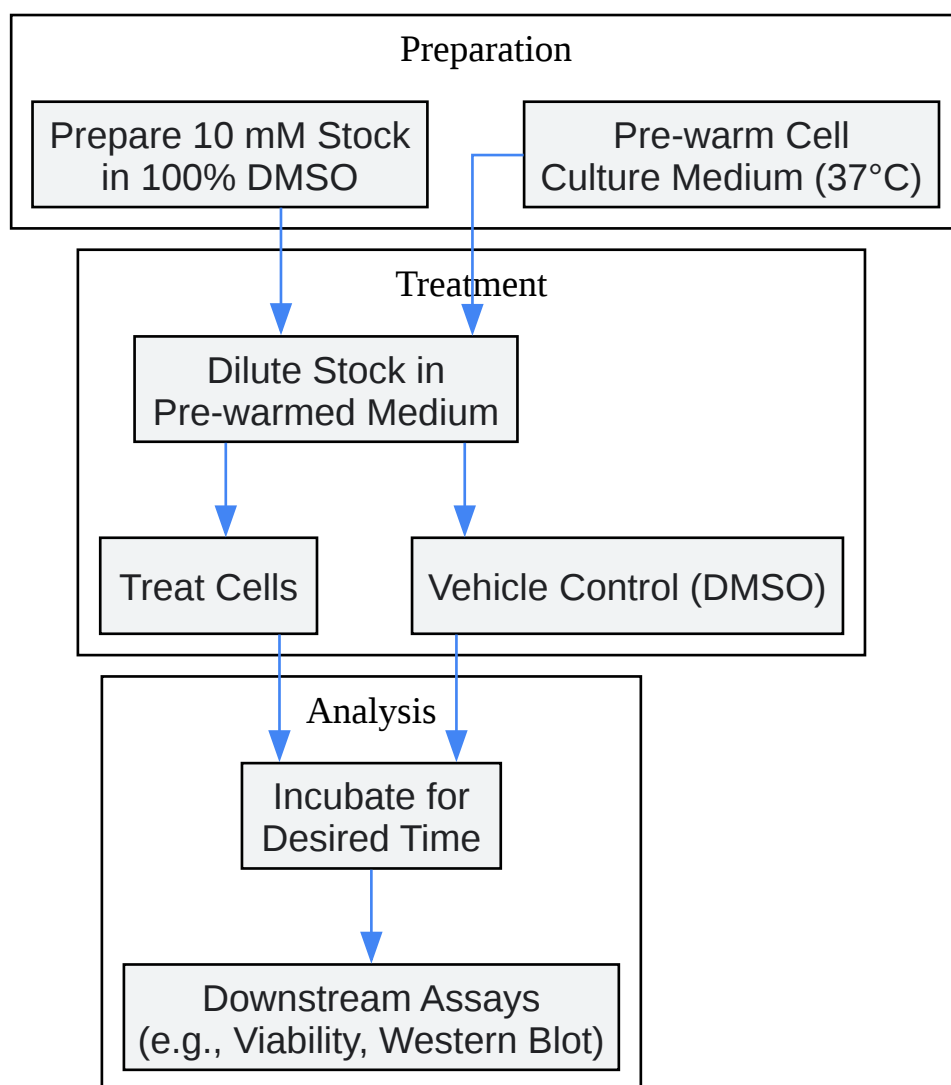 Preparation
Prepare 10 mM Stock
in 100% DMSO
Pre-warm Cell
Culture Medium (37°C)
Treatment
Dilute Stock in
Pre-warmed Medium
Treat Cells
Vehicle Control (DMSO)
Analysis
Incubate for
Desired Time
Downstream Assays
(e.g., Viability, Western Blot)